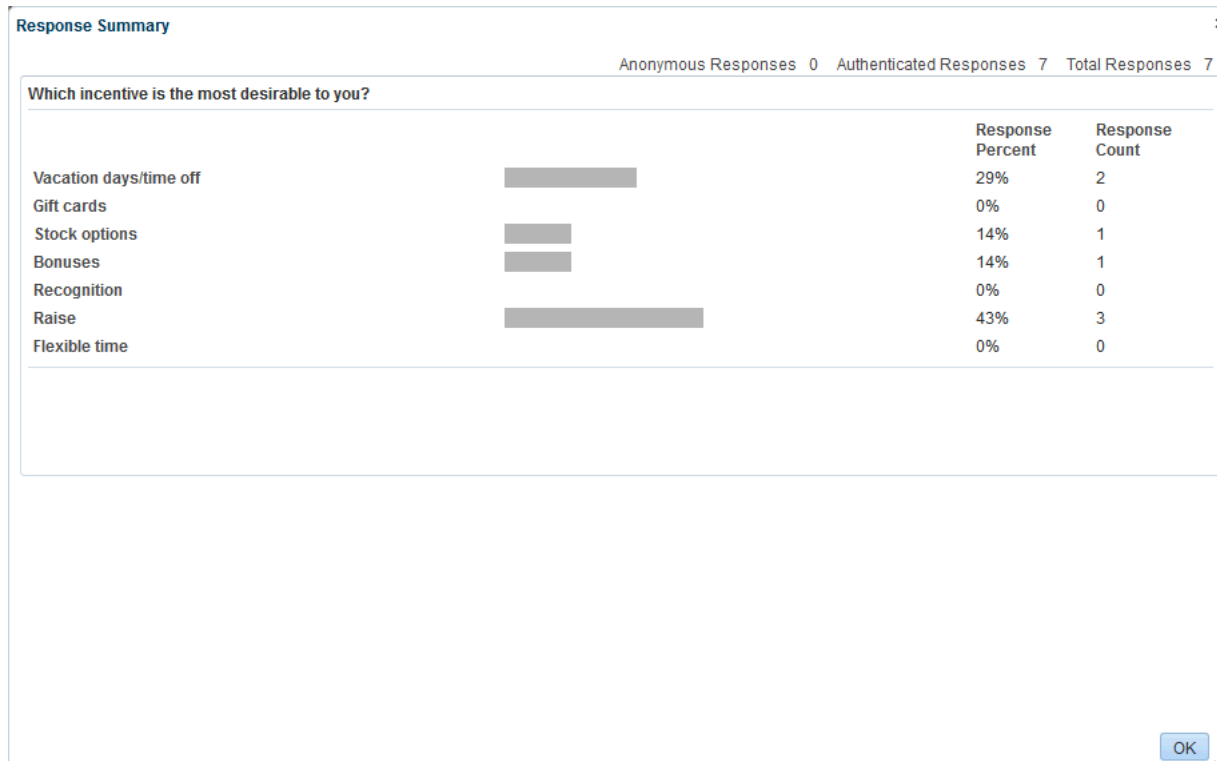 Response Summary
Anonymous Responses 0 Authenticated Responses 7 Total Responses 7
Which incentive is the most desirable to you?
Response Percent Response Count
Vacation days/time off 29% 2
Gift cards 0% 0
Stock options 14% 1
Bonuses 14% 1
Recognition 0% 0
Raise 43% 3
Flexible time 0% 0
OK